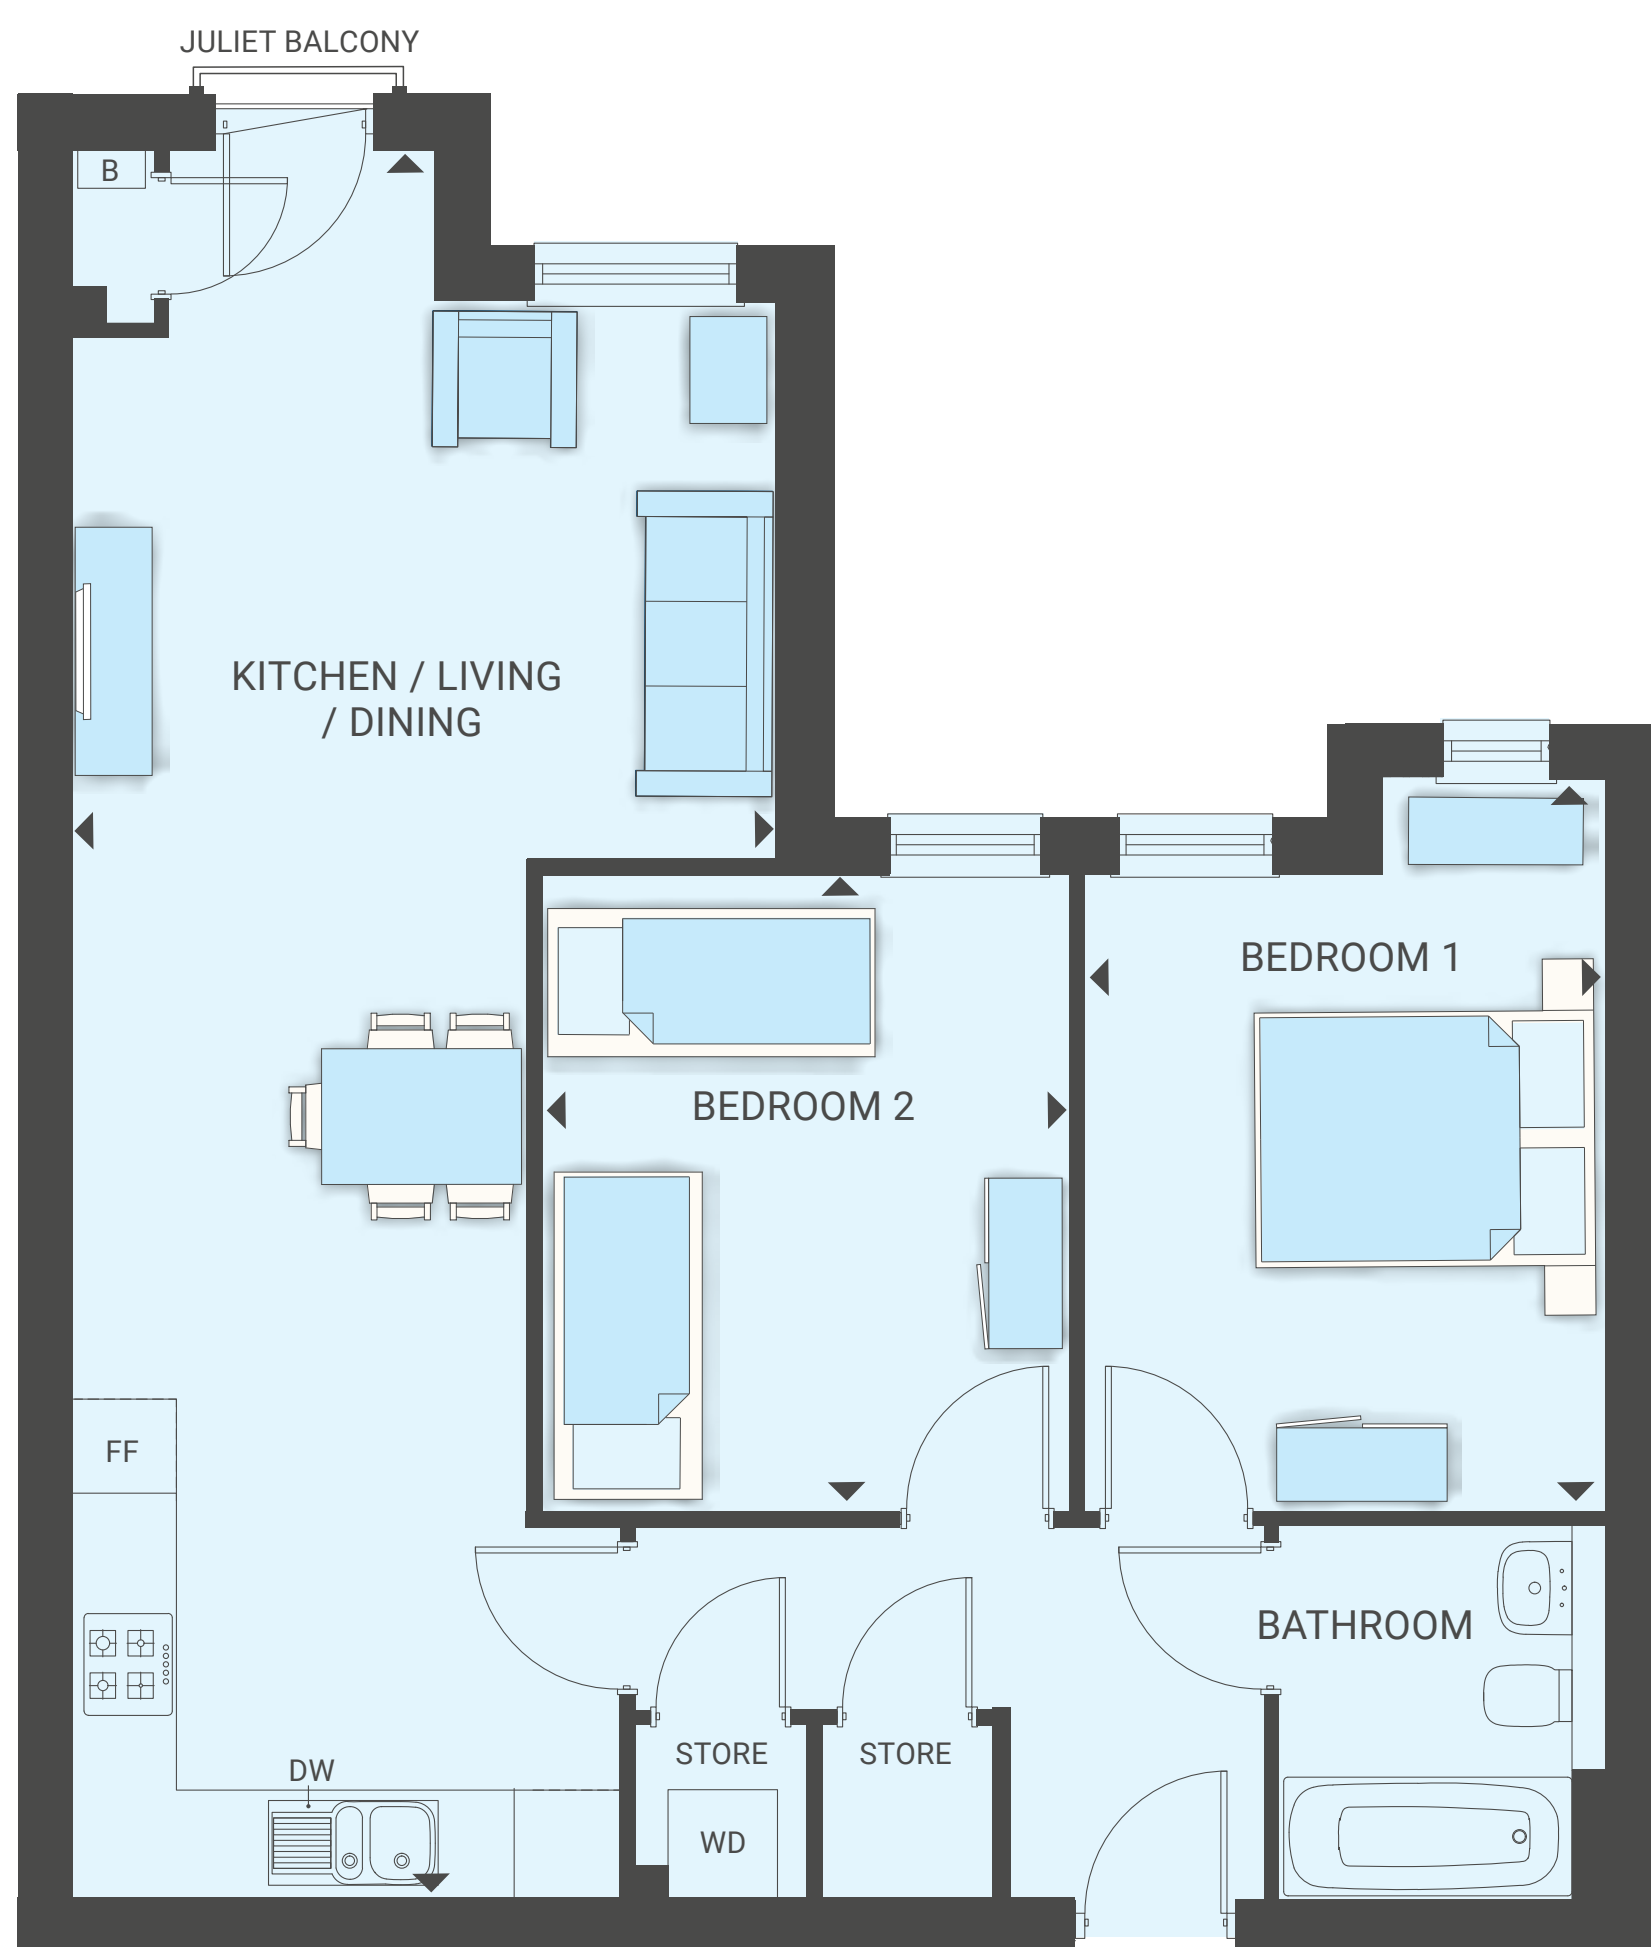 JULIET BALCONY
B
KITCHEN / LIVING
/ DINING
BEDROOM 1
BEDROOM 2
FF
BATHROOM
STORE
STORE
DW
WD